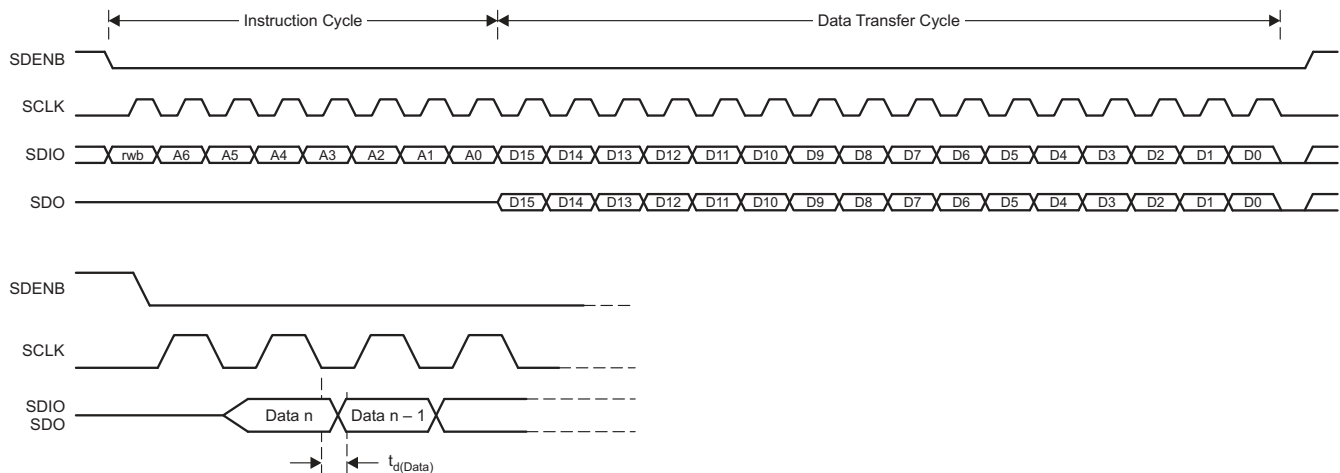 Instruction Cycle Data Transfer Cycle
SDENB
SCLK
SDIO rwb A6 A5 A4 A3 A2 A1 A0 D15 D14 D13 D12 D11 D10 D9 D8 D7 D6 D5 D4 D3 D2 D1 D0
SDO D15 D14 D13 D12 D11 D10 D9 D8 D7 D6 D5 D4 D3 D2 D1 D0
SDENB
SCLK
SDIO
SDO
Data n Data n – 1
td(Data)